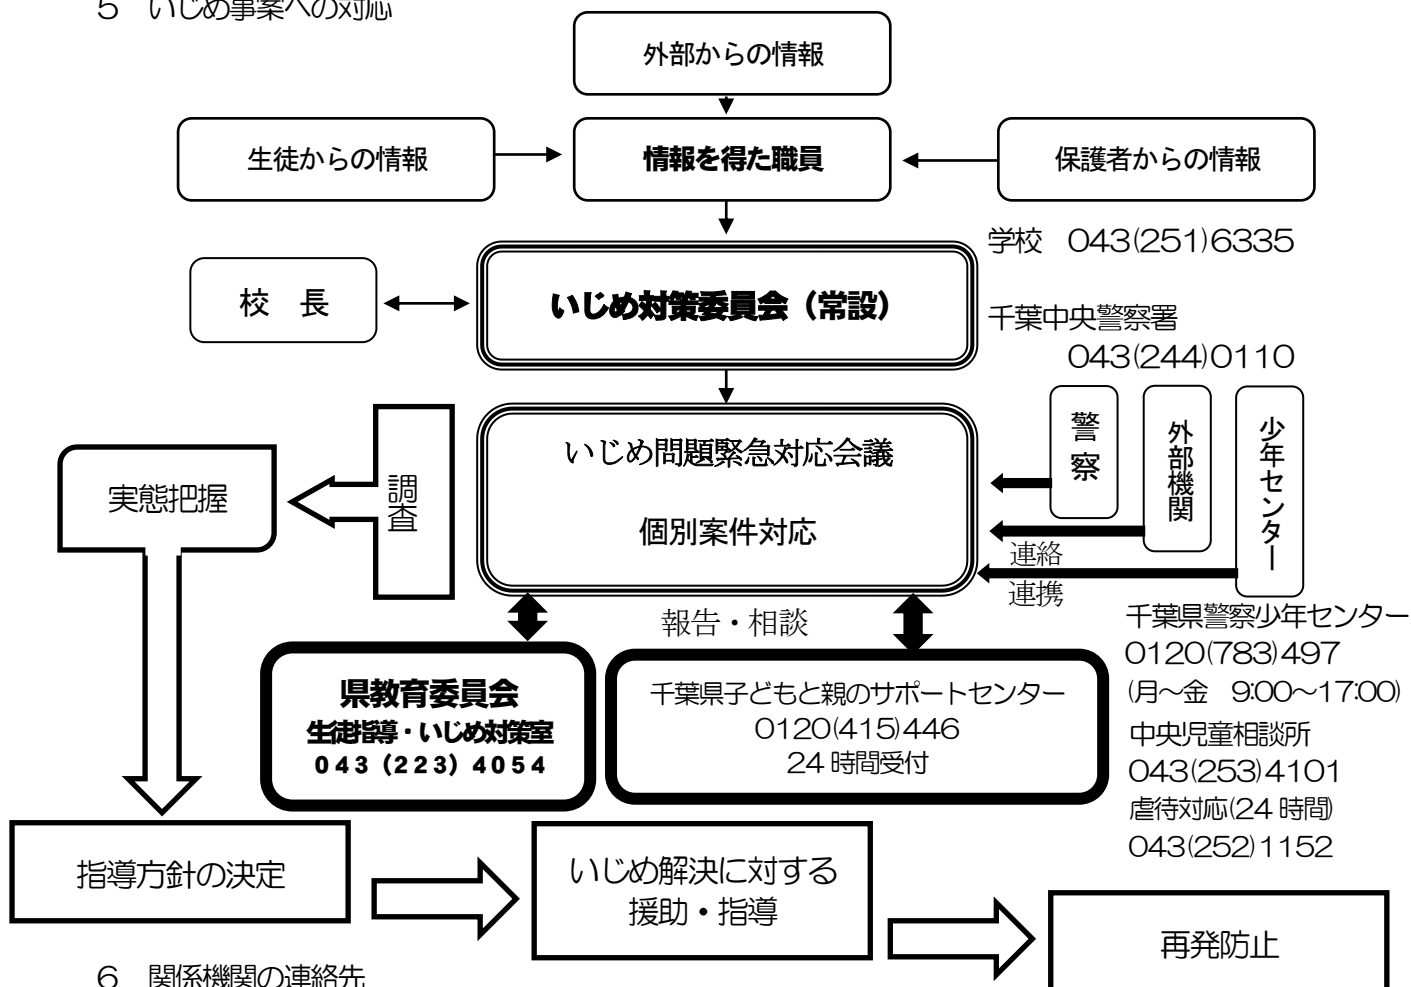 5 いじめ事案への対応
外部からの情報
生徒からの情報
情報を得た職員
保護者からの情報
学校 043(251)6335
校 長
いじめ対策委員会（常設）
千葉中央警察署
043(244)0110
警察
外部機関
少年センター
いじめ問題緊急対応会議
個別案件対応
調査
実態把握
連絡
連携
報告・相談
千葉県警察少年センター
0120(783)497
(月～金 9:00～17:00)
県教育委員会
生徒指導・いじめ対策室
043（223）4054
千葉県子どもと親のサポートセンター
0120(415)446
24時間受付
中央児童相談所
043(253)4101
虐待対応(24時間)
043(252)1152
指導方針の決定
いじめ解決に対する
援助・指導
再発防止
6 関係機関の連絡先